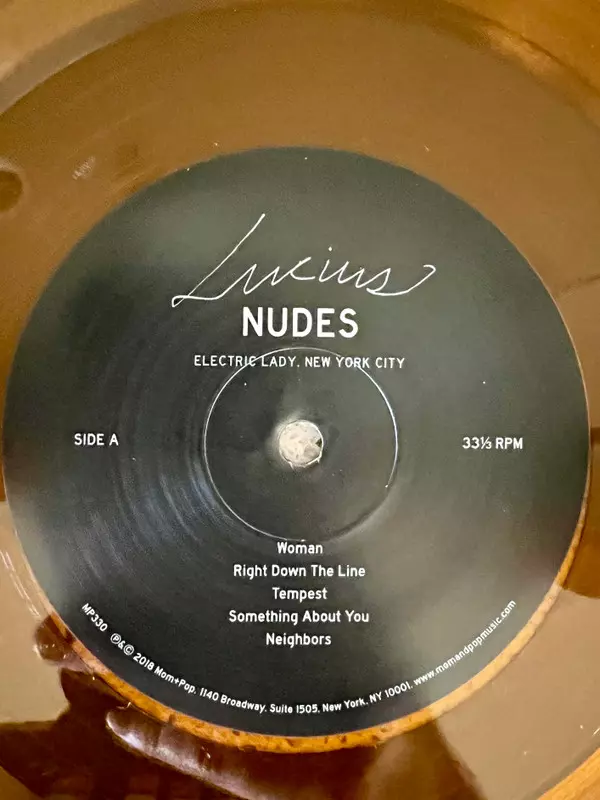 Lucius
NUDES
ELECTRIC LADY, NEW YORK CITY
SIDE A
33⅓ RPM
Woman
Right Down The Line
Tempest
Something About You
Neighbors
MP330 ℗&© 2018 Mom+Pop. 1140 Broadway. Suite 1505. New York, NY 10001. www.momandpopmusic.com